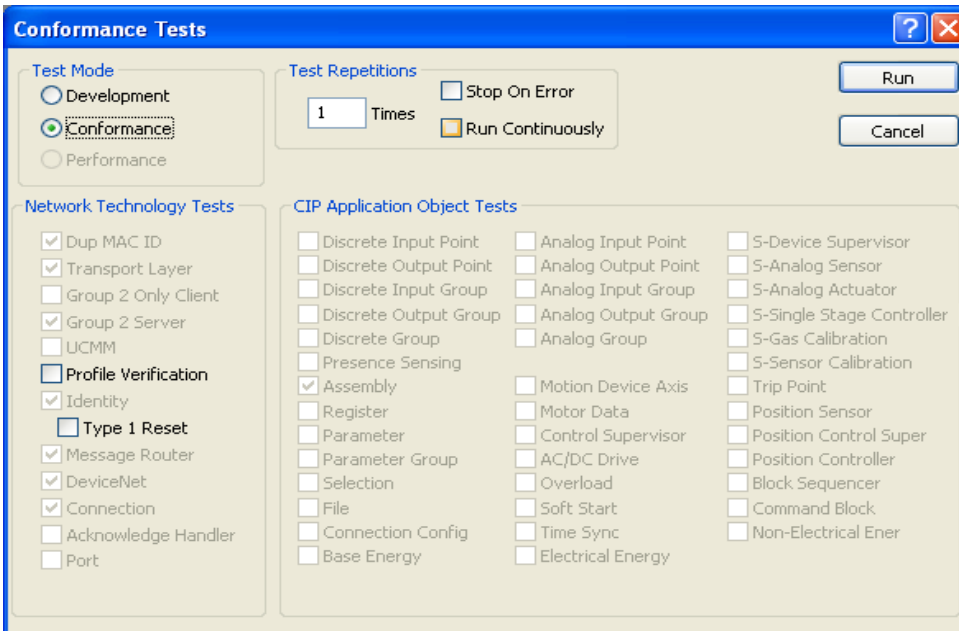 Conformance Tests
Test Mode
Development
Conformance
Performance
Test Repetitions
1 Times
Stop On Error
Run Continuously
Run
Cancel
Network Technology Tests
Dup MAC ID
Transport Layer
Group 2 Only Client
Group 2 Server
UCMM
Profile Verification
Identity
Type 1 Reset
Message Router
DeviceNet
Connection
Acknowledge Handler
Port
CIP Application Object Tests
Discrete Input Point
Discrete Output Point
Discrete Input Group
Discrete Output Group
Discrete Group
Presence Sensing
Assembly
Register
Parameter
Parameter Group
Selection
File
Connection Config
Base Energy
Analog Input Point
Analog Output Point
Analog Input Group
Analog Output Group
Analog Group
Motion Device Axis
Motor Data
Control Supervisor
AC/DC Drive
Overload
Soft Start
Time Sync
Electrical Energy
S-Device Supervisor
S-Analog Sensor
S-Analog Actuator
S-Single Stage Controller
S-Gas Calibration
S-Sensor Calibration
Trip Point
Position Sensor
Position Control Super
Position Controller
Block Sequencer
Command Block
Non-Electrical Ener